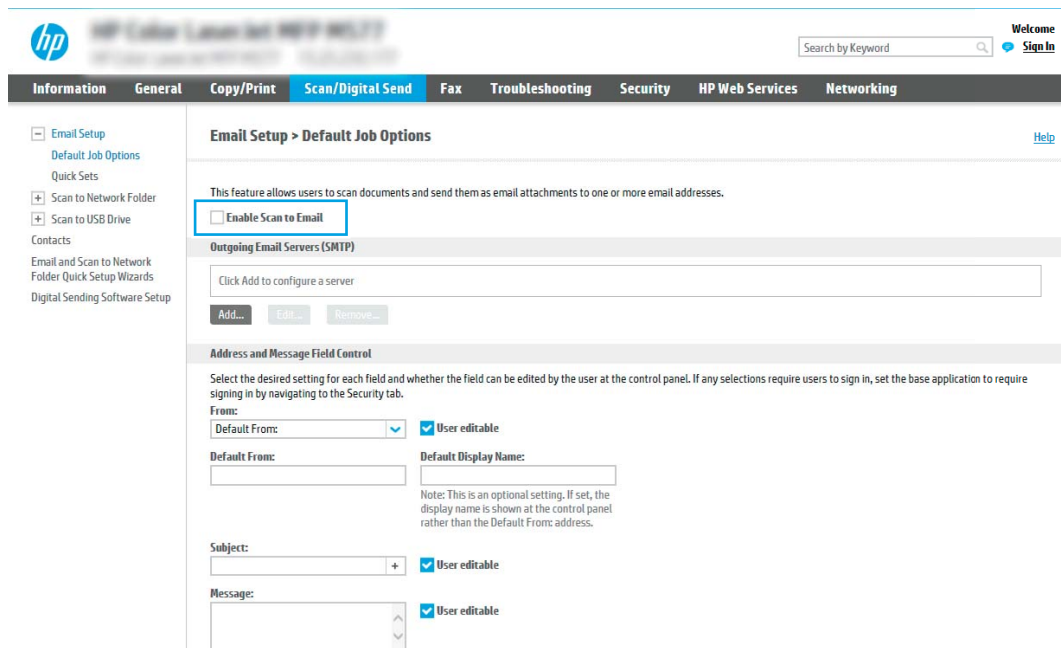 hp
Welcome
Search by Keyword
Sign In
Information General Copy/Print Scan/Digital Send Fax Troubleshooting Security HP Web Services Networking
Email Setup
Default Job Options
Quick Sets
Scan to Network Folder
Scan to USB Drive
Contacts
Email and Scan to Network
Folder Quick Setup Wizards
Digital Sending Software Setup
Email Setup > Default Job Options
Help
This feature allows users to scan documents and send them as email attachments to one or more email addresses.
Enable Scan to Email
Outgoing Email Servers (SMTP)
Click Add to configure a server
Add... Edit... Remove...
Address and Message Field Control
Select the desired setting for each field and whether the field can be edited by the user at the control panel. If any selections require users to sign in, set the base application to require
signing in by navigating to the Security tab.
From:
Default From: User editable
Default From: Default Display Name:
Note: This is an optional setting. If set, the
display name is shown at the control panel
rather than the Default From: address.
Subject:
+ User editable
Message:
User editable